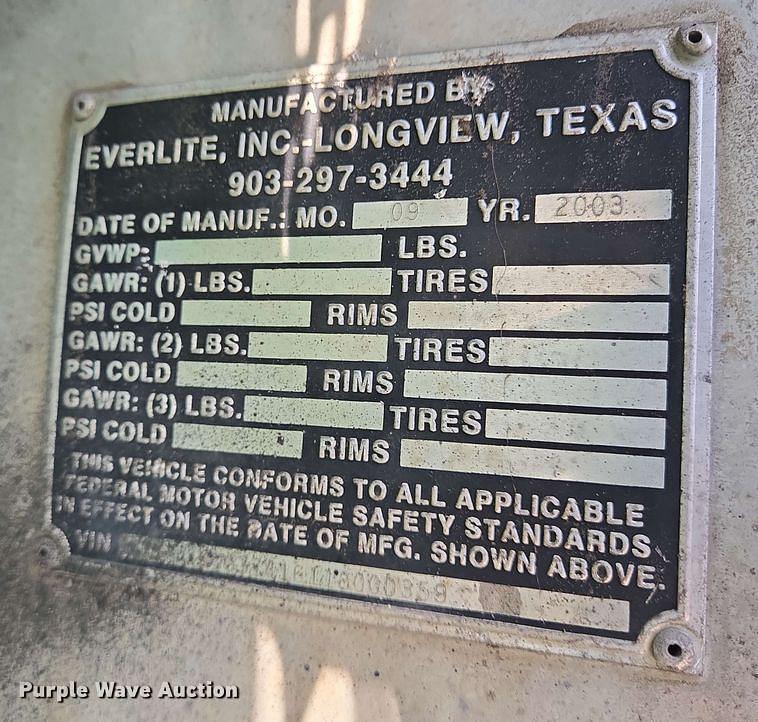 MANUFACTURED BY
EVERLITE, INC.-LONGVIEW, TEXAS
903-297-3444
DATE OF MANUF.: MO. 09 YR. 2003
GVWP: LBS.
GAWR: (1) LBS. TIRES
PSI COLD RIMS
GAWR: (2) LBS. TIRES
PSI COLD RIMS
GAWR: (3) LBS. TIRES
PSI COLD RIMS
THIS VEHICLE CONFORMS TO ALL APPLICABLE
FEDERAL MOTOR VEHICLE SAFETY STANDARDS
IN EFFECT ON THE DATE OF MFG. SHOWN ABOVE.
VIN
Purple Wave Auction